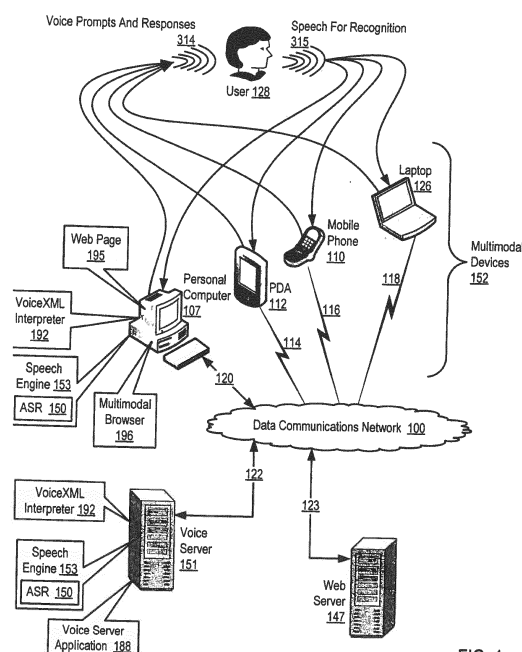 Voice Prompts And Responses
314
Speech For Recognition
315
User 128
Laptop
126
Mobile
Phone
110
Multimodal
Devices
152
Web Page
195
Personal
Computer
107
PDA
112
118
116
114
VoiceXML
Interpreter
192
Speech
Engine 153
ASR 150
Multimodal
Browser
196
120
Data Communications Network 100
122
123
VoiceXML
Interpreter 192
Voice
Server
151
Speech
Engine
153
ASR 150
Web
Server
147
Voice Server
Application 188